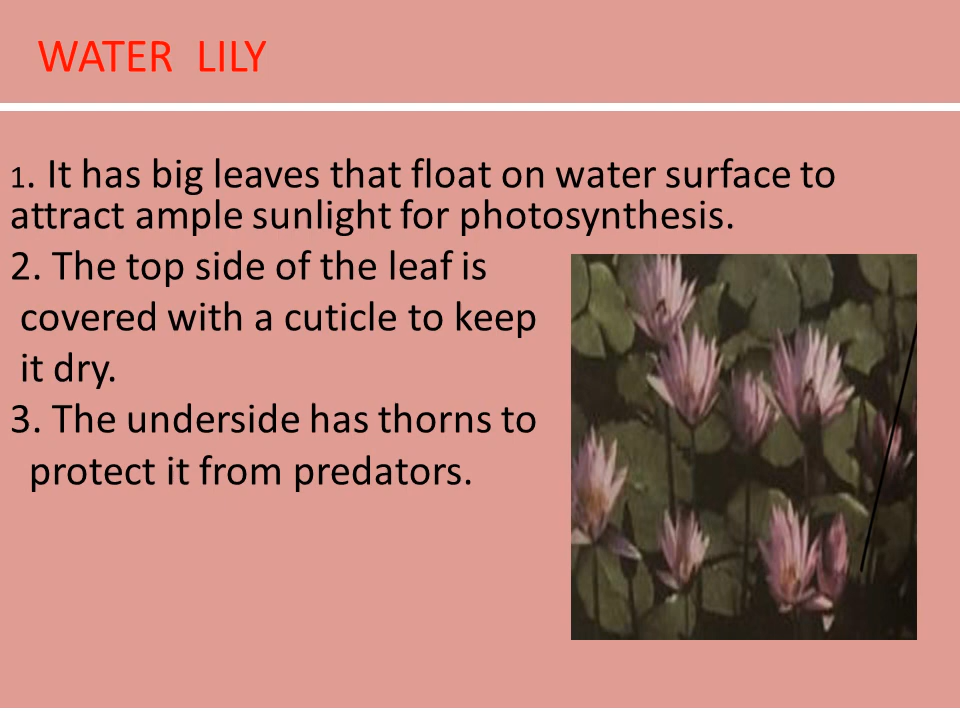 WATER LILY
1. It has big leaves that float on water surface to
attract ample sunlight for photosynthesis.
2. The top side of the leaf is
covered with a cuticle to keep
it dry.
3. The underside has thorns to
protect it from predators.